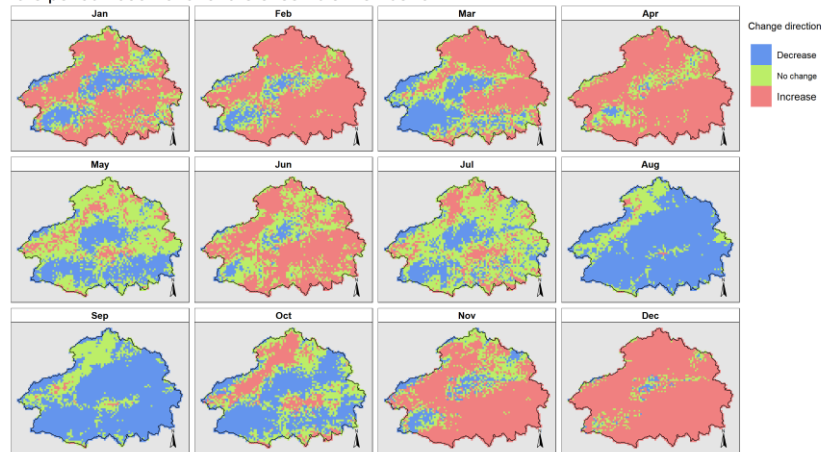 Jan
Feb
Mar
Apr
Change direction
Decrease
No change
Increase
May
Jun
Jul
Aug
Sep
Oct
Nov
Dec